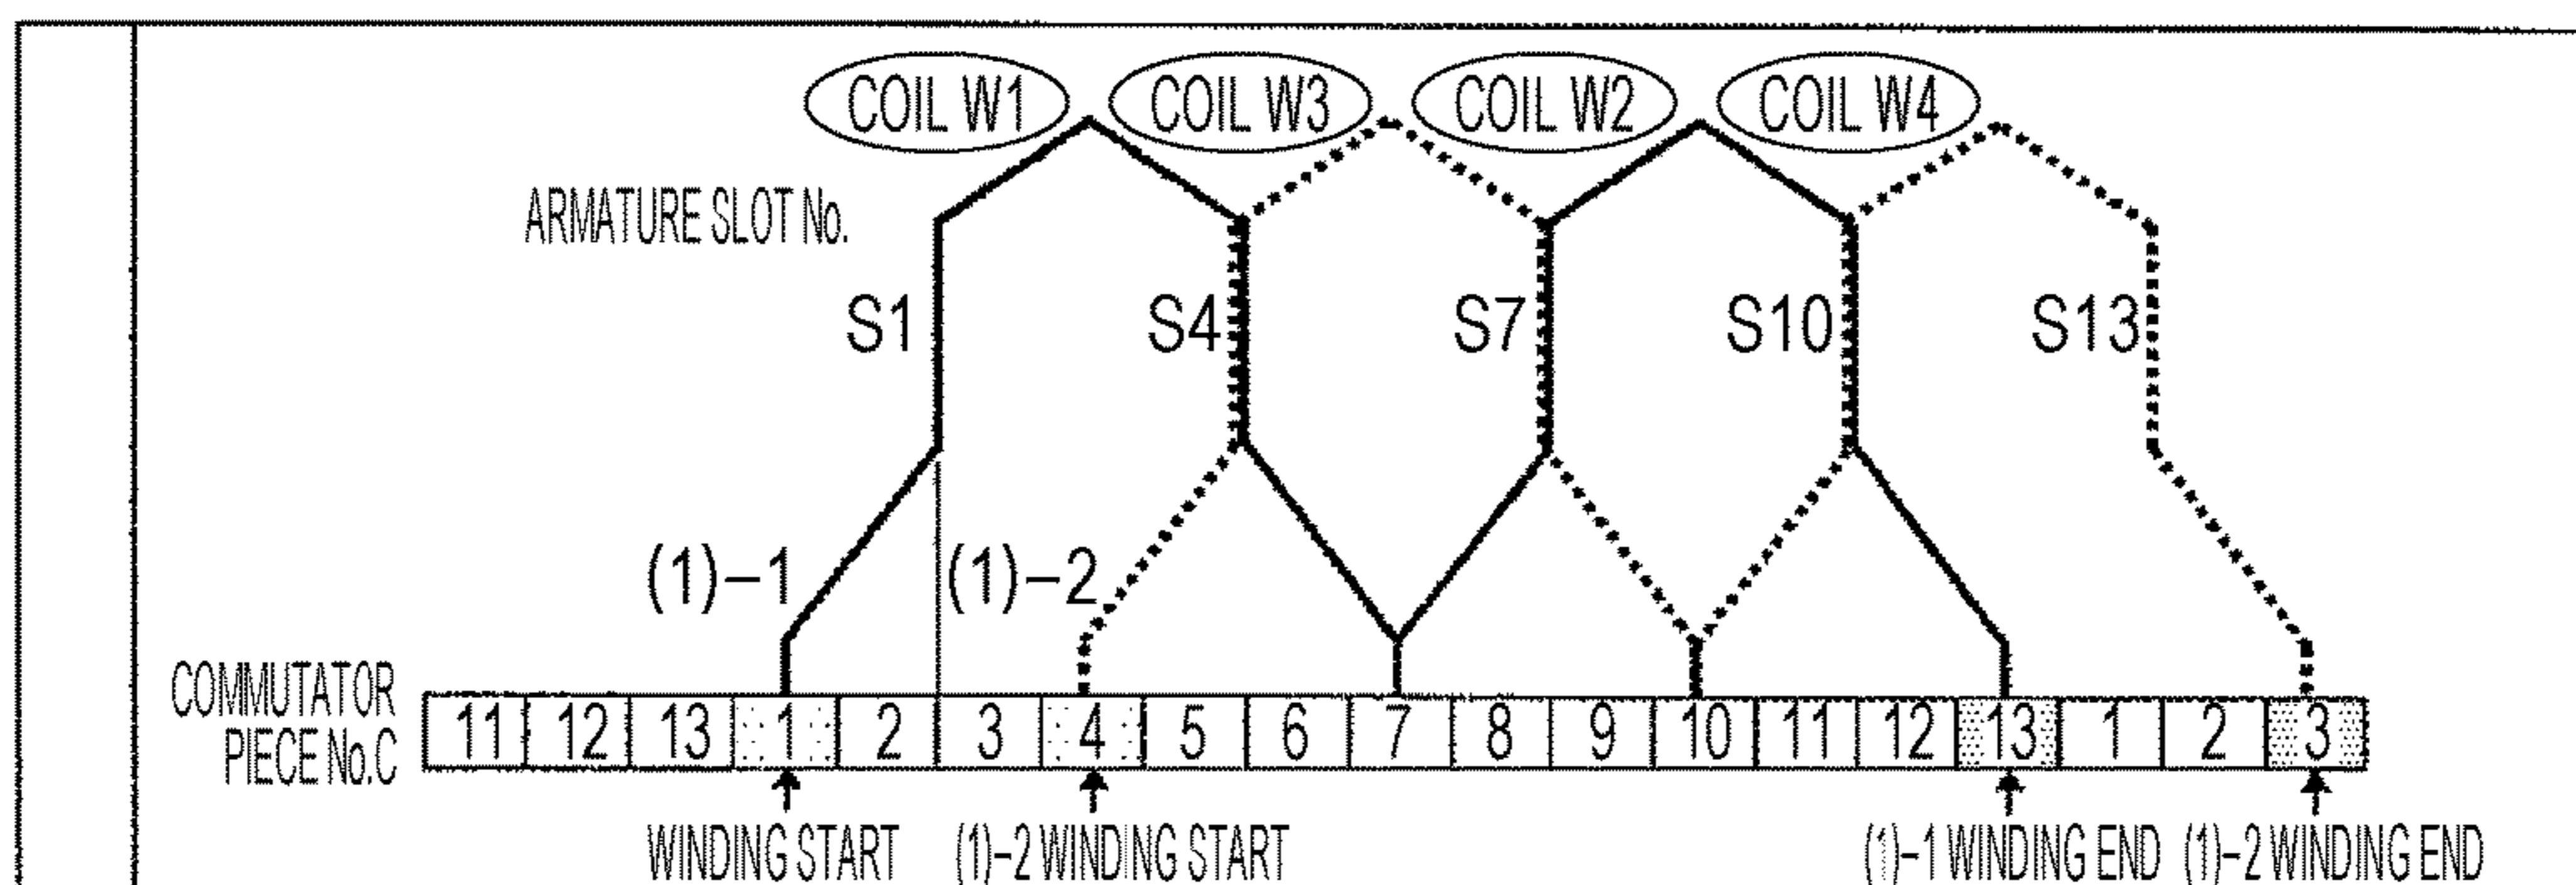 COIL W1 COIL W3 COIL W2 COIL W4
ARMATURE SLOT No.
S1 S4 S7 S10 S13
(1)-1 (1)-2
COMMUTATOR
PIECE No.C
11 12 13 1 2 3 4 5 6 7 8 9 10 11 12 13 1 2 3
WINDING START (1)-2 WINDING START (1)-1 WINDING END (1)-2 WINDING END